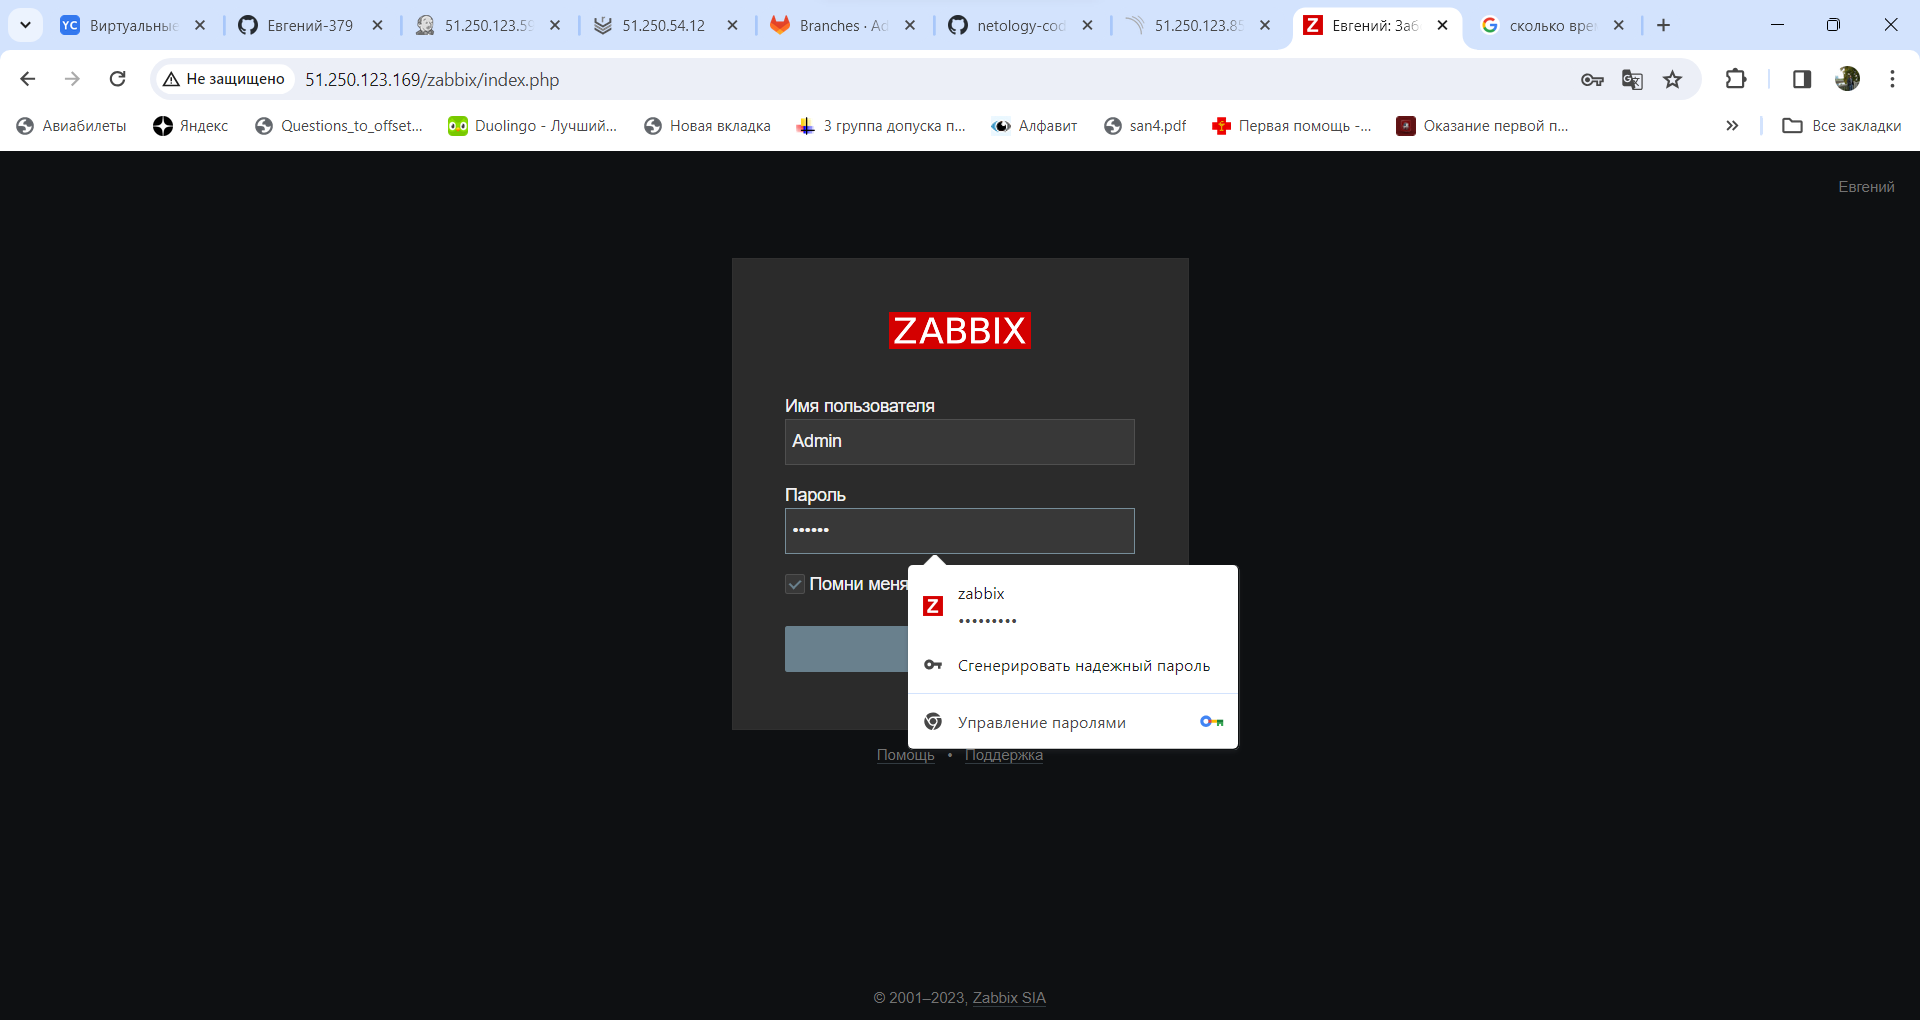 YC Виртуальные
Евгений-379
51.250.123.59
51.250.54.12
Branches · Ad
netology-cod
51.250.123.85
Z Евгений: Заб
G сколько вре
Не защищено
51.250.123.169/zabbix/index.php
Авиабилеты
Яндекс
Questions_to_offset...
Duolingo - Лучший...
Новая вкладка
3 группа допуска п...
Алфавит
san4.pdf
Первая помощь -...
Оказание первой п...
Все закладки
Евгений
ZABBIX
Имя пользователя
Admin
Пароль
••••••
Помни меня
Z zabbix
•••••••••
Сгенерировать надежный пароль
Управление паролями
Помощь • Поддержка
© 2001–2023, Zabbix SIA